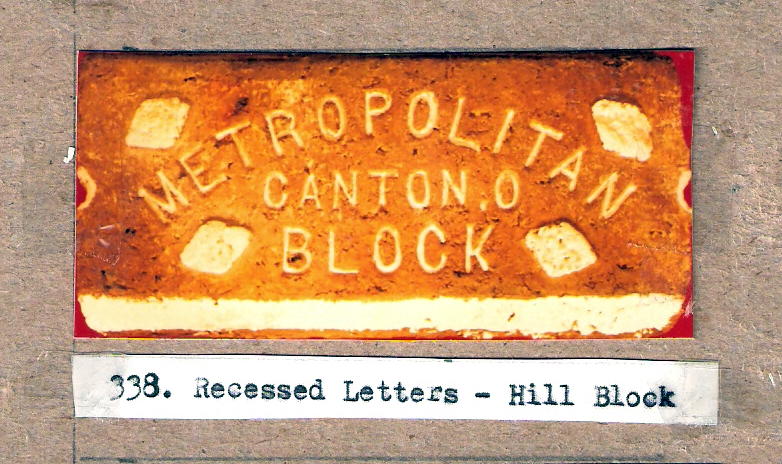 METROPOLITAN
CANTON.O
BLOCK
338. Recessed Letters - Hill Block